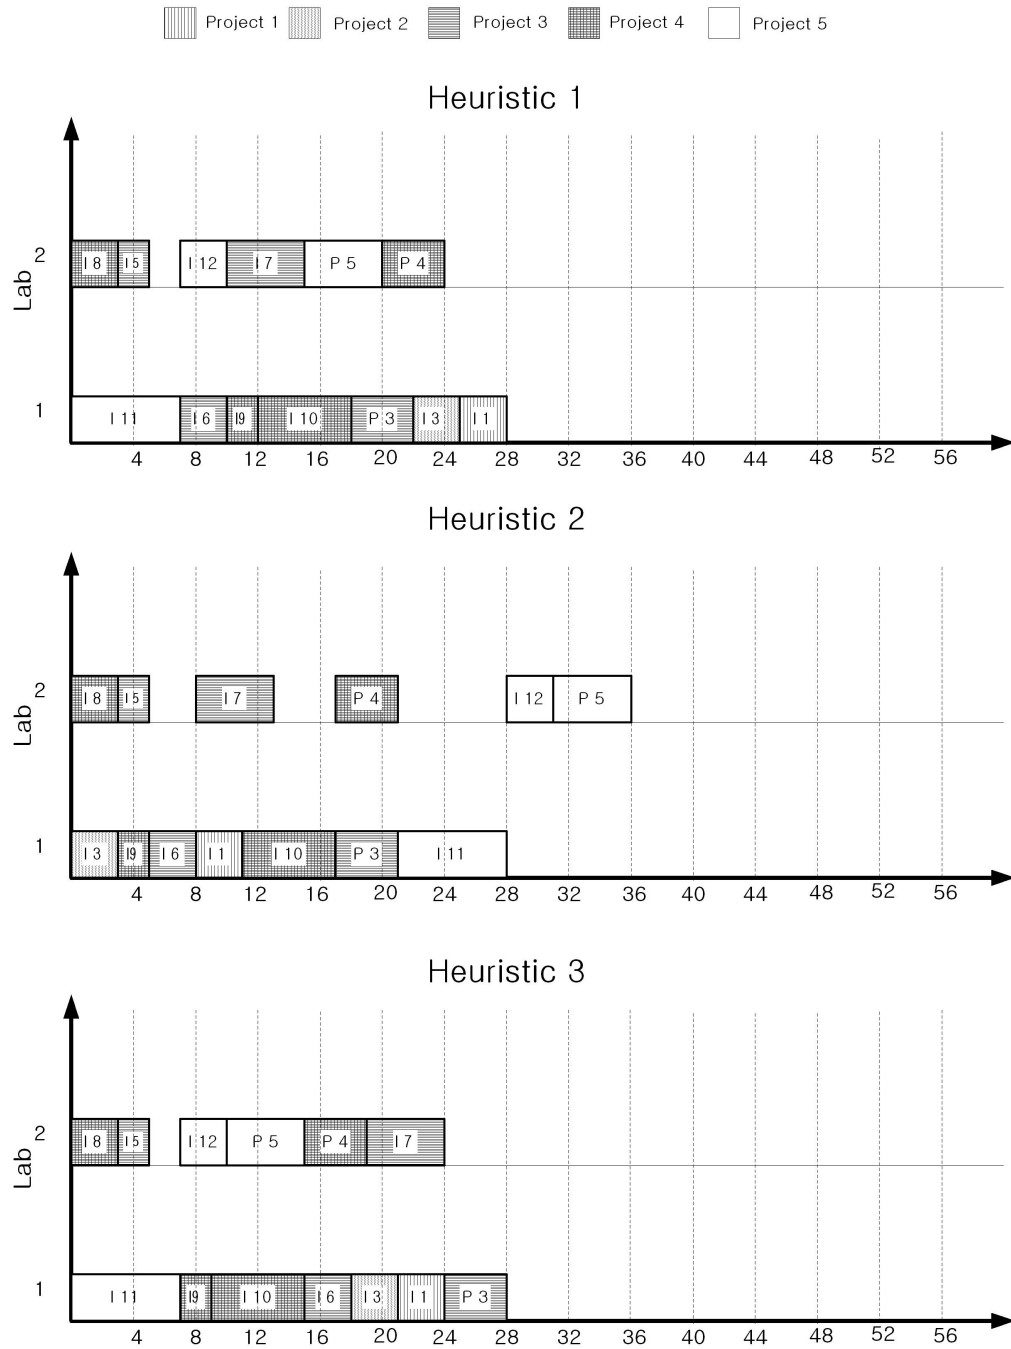 Project 1 Project 2 Project 3 Project 4 Project 5
Heuristic 1
Lab
2
I 8 I 5 I 12 I 7 P 5 P 4
1
I 11 I 6 I9 I 10 P 3 I 3 I 1
4 8 12 16 20 24 28 32 36 40 44 48 52 56
Heuristic 2
Lab
2
I 8 I 5 I 7 P 4 I 12 P 5
1
I 3 I9 I 6 I 1 I 10 P 3 I 11
4 8 12 16 20 24 28 32 36 40 44 48 52 56
Heuristic 3
Lab
2
I 8 I 5 I 12 P 5 P 4 I 7
1
I 11 I9 I 10 I 6 I 3 I 1 P 3
4 8 12 16 20 24 28 32 36 40 44 48 52 56